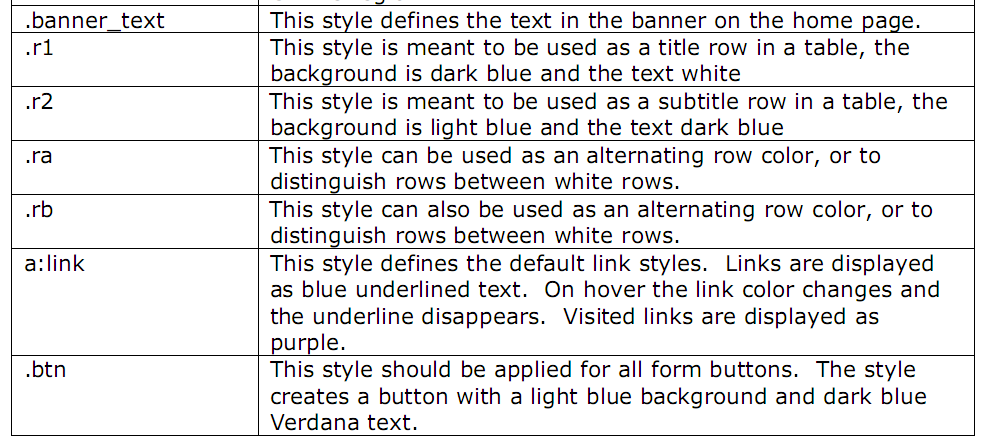 .banner_text
This style defines the text in the banner on the home page.
.r1
This style is meant to be used as a title row in a table, the
background is dark blue and the text white
.r2
This style is meant to be used as a subtitle row in a table, the
background is light blue and the text dark blue
.ra
This style can be used as an alternating row color, or to
distinguish rows between white rows.
.rb
This style can also be used as an alternating row color, or to
distinguish rows between white rows.
a:link
This style defines the default link styles.  Links are displayed
as blue underlined text.  On hover the link color changes and
the underline disappears.  Visited links are displayed as
purple.
.btn
This style should be applied for all form buttons.  The style
creates a button with a light blue background and dark blue
Verdana text.